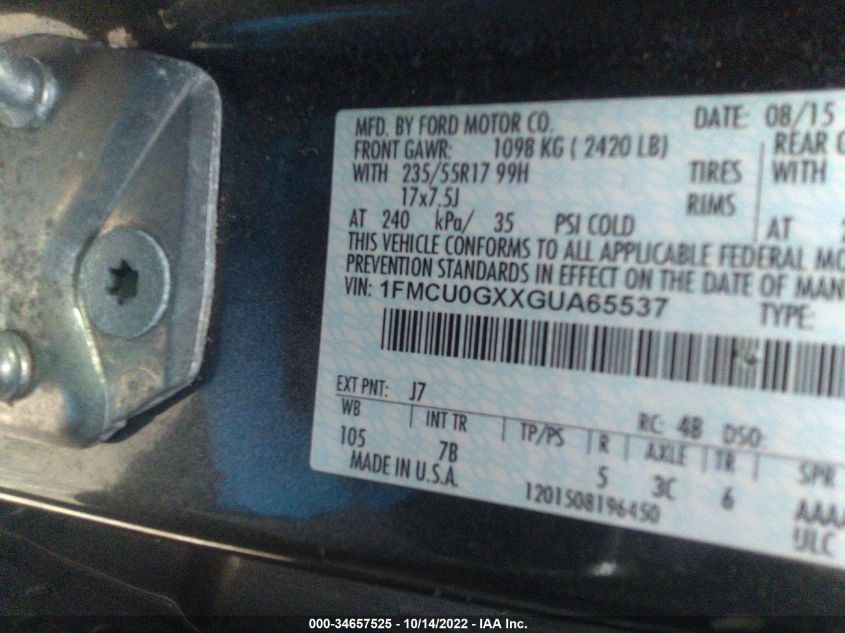 MFD. BY FORD MOTOR CO. DATE: 08/15
FRONT GAWR: 1098 KG ( 2420 LB) REAR
WITH 235/55R17 99H TIRES WITH
17x7.5J RIMS
AT 240 kPa/ 35 PSI COLD AT
THIS VEHICLE CONFORMS TO ALL APPLICABLE FEDERAL
PREVENTION STANDARDS IN EFFECT ON THE DATE OF
VIN: 1FMCU0GXXGUA65537 TYPE:
EXT PNT: J7 RC: 48 DSO:
WB INT TR TP/PS R AXLE TR SPR
105 7B 5 3C 6 AAAA
MADE IN U.S.A. 1201508196450 ULC
000-34657525 - 10/14/2022 - IAA Inc.